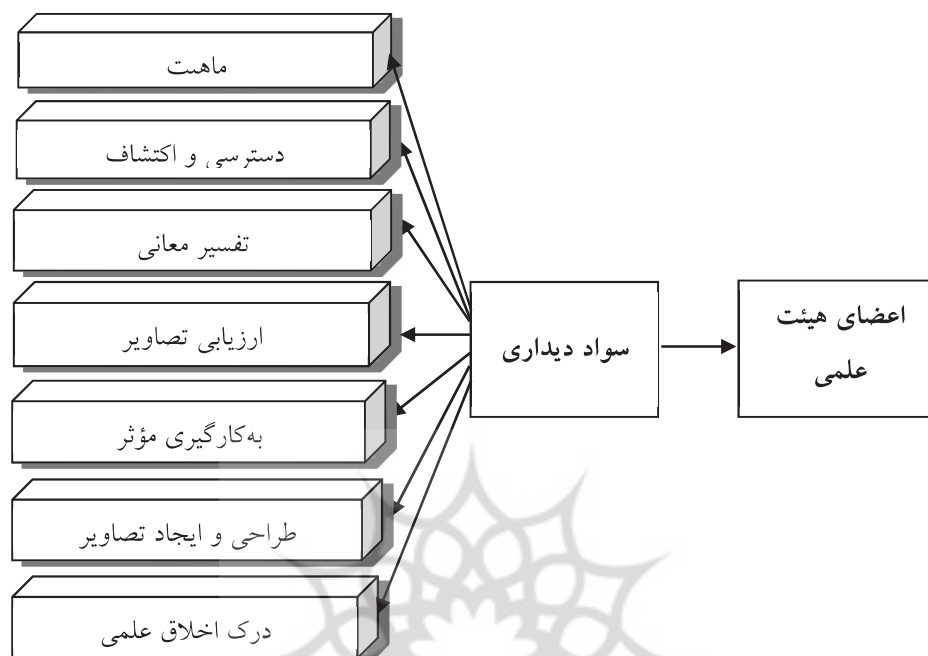 ماهیت
دسترسی و اکتشاف
تفسیر معانی
ارزیابی تصاویر
به‌کارگیری مؤثر
طراحی و ایجاد تصاویر
درک اخلاق علمی
سواد دیداری
اعضای هیئت
علمی